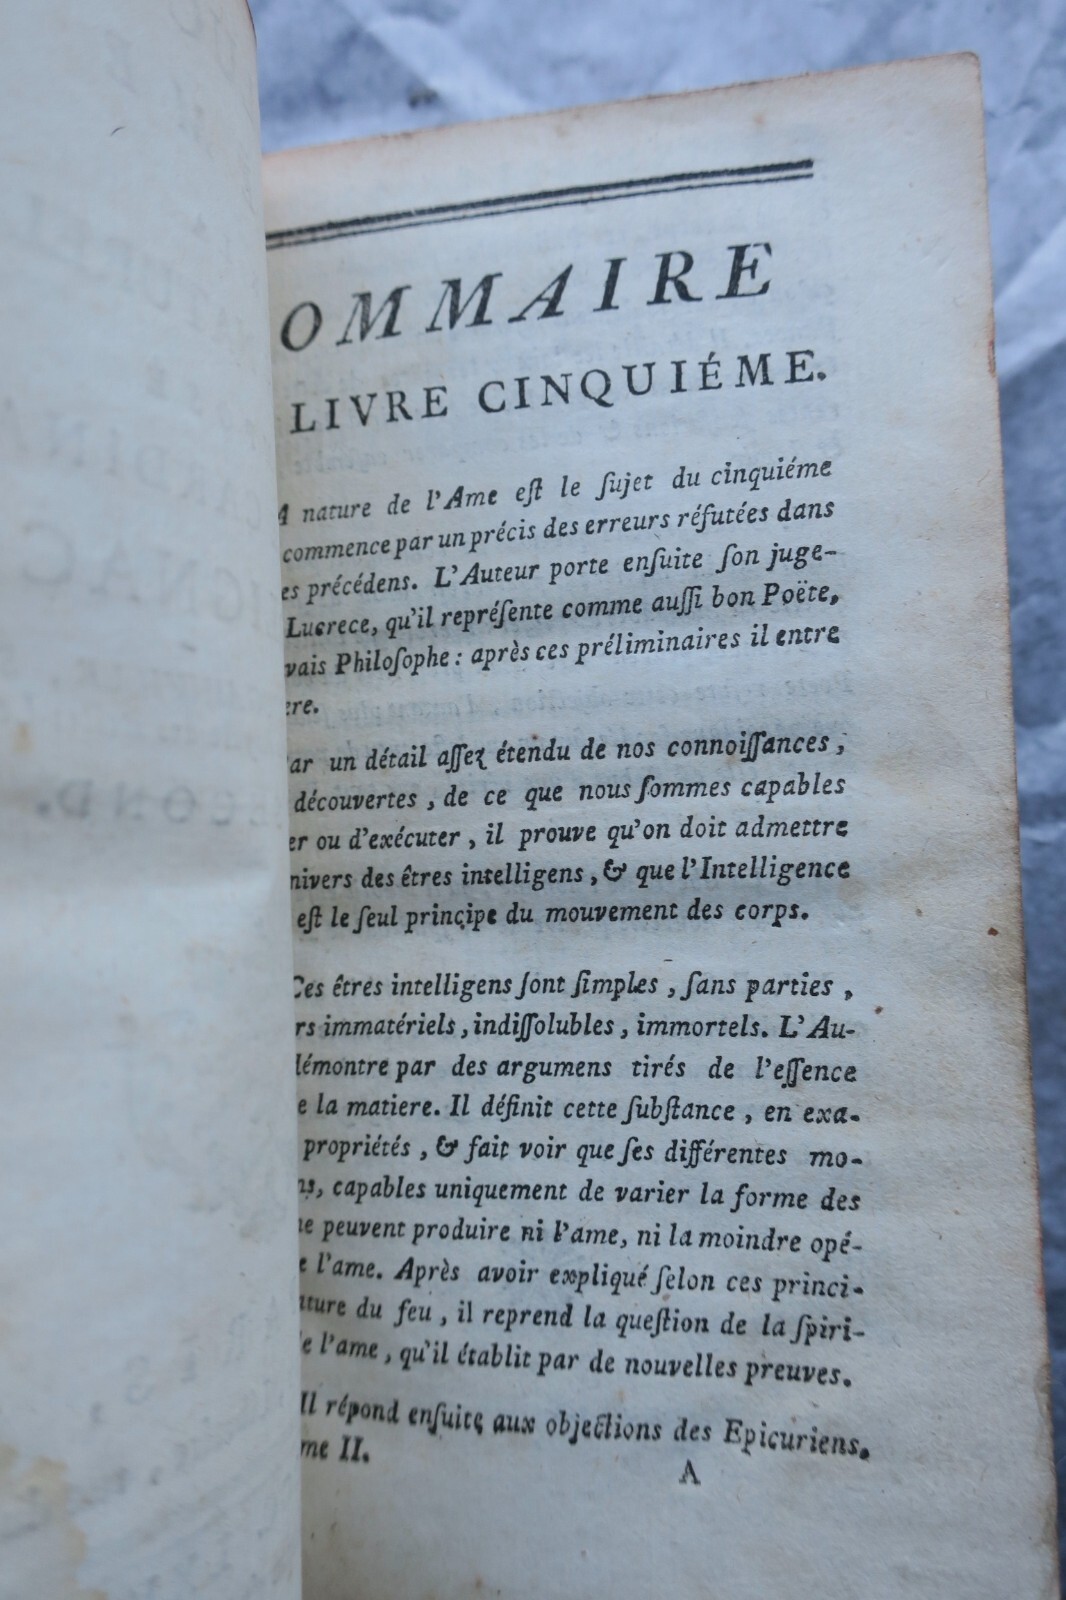 OMMAIRE
LIVRE CINQUIÉME.
A nature de l'Ame eſt le ſujet du cinquiéme
commence par un précis des erreurs réfutées dans
es précédens. L'Auteur porte enſuite ſon juge-
Lucrece, qu'il repréſente comme auſſi bon Poëte,
vais Philoſophe : après ces préliminaires il entre
ere.
ar un détail aſſez étendu de nos connoiſſances,
découvertes, de ce que nous ſommes capables
er ou d'exécuter, il prouve qu'on doit admettre
nivers des êtres intelligens, & que l'Intelligence
eſt le ſeul principe du mouvement des corps.
Ces êtres intelligens ſont ſimples, ſans parties,
rs immatériels, indiſſolubles, immortels. L'Au-
émontre par des argumens tirés de l'eſſence
e la matiere. Il définit cette ſubſtance, en exa-
propriétés, & fait voir que ſes différentes mo-
ns, capables uniquement de varier la forme des
ne peuvent produire ni l'ame, ni la moindre opé-
e l'ame. Après avoir expliqué ſelon ces princi-
ature du feu, il reprend la queſtion de la ſpiri-
e l'ame, qu'il établit par de nouvelles preuves.
Il répond enſuite aux objections des Epicuriens.
me II.
A